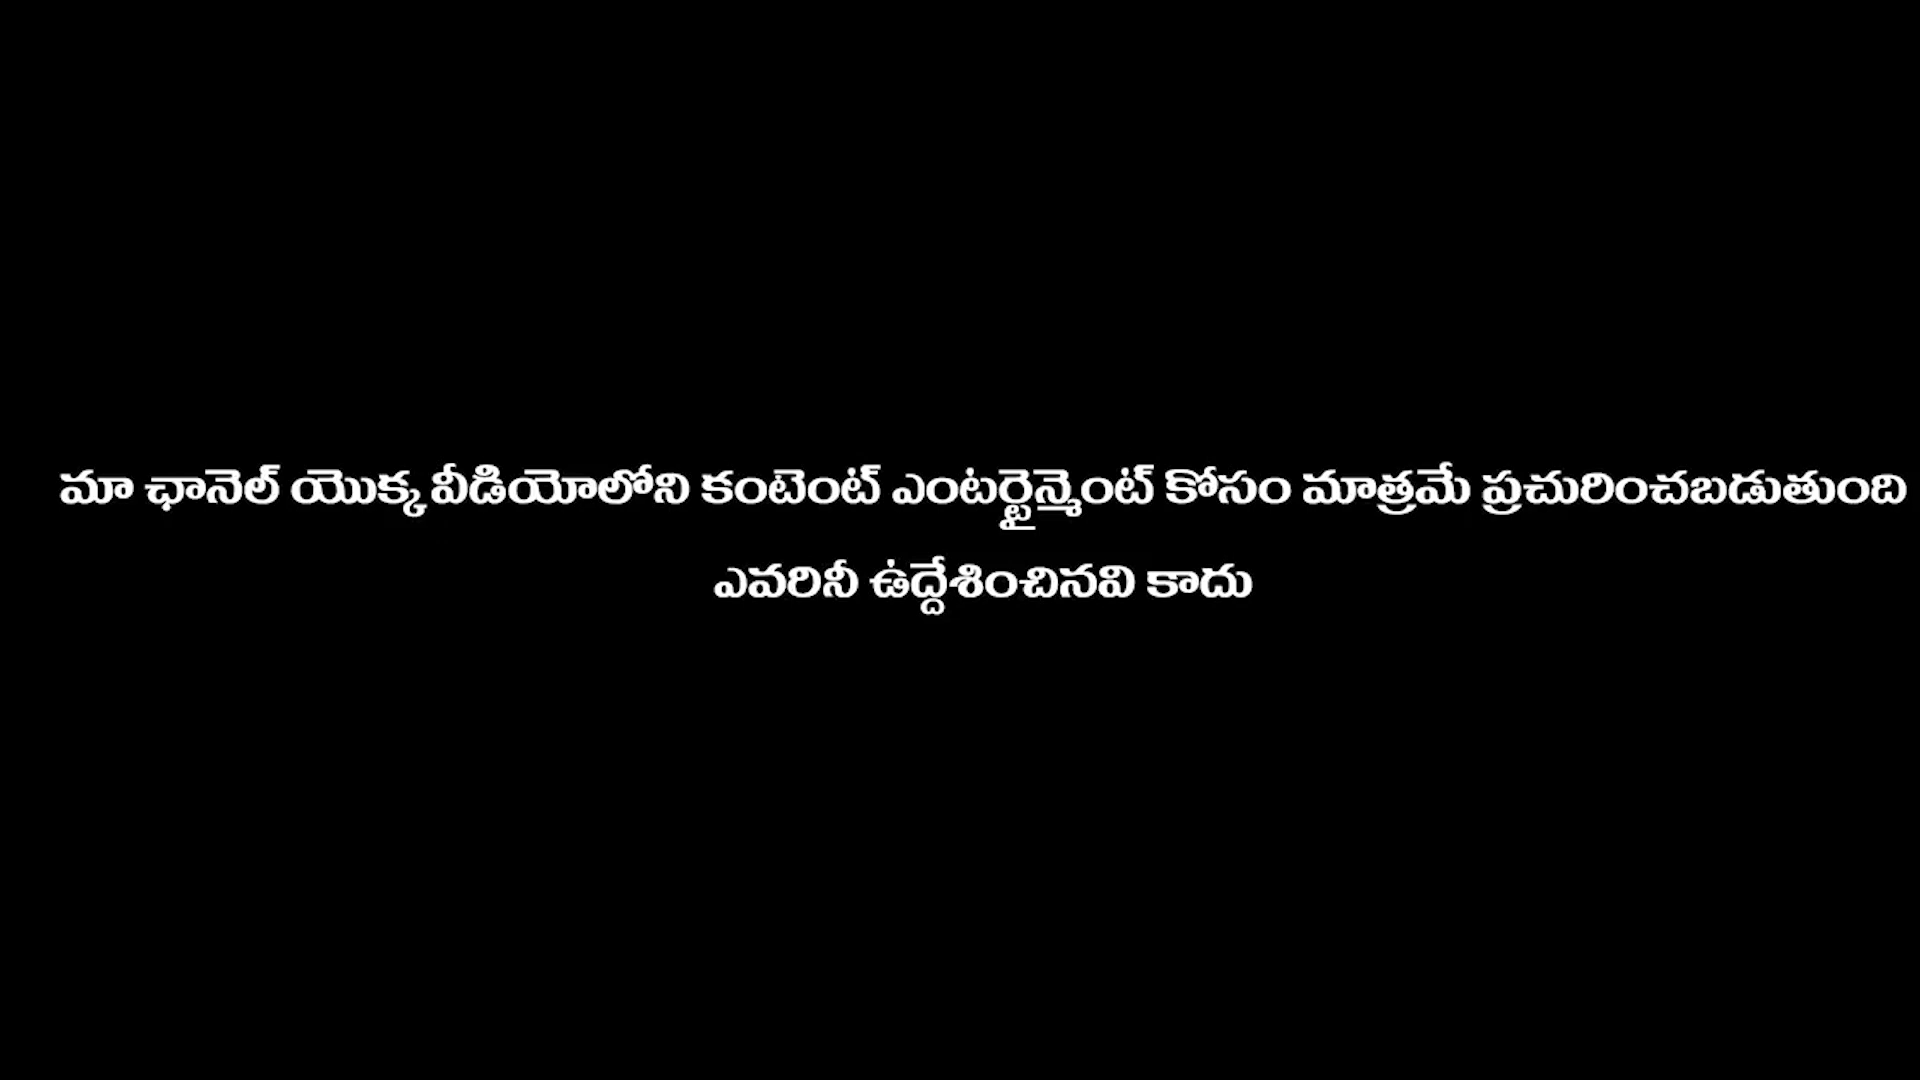 మా ఛానెల్ యొక్క వీడియోలోని కంటెంట్ ఎంటర్టైన్మెంట్ కోసం మాత్రమే ప్రచురించబడుతుంది
ఎవరినీ ఉద్దేశించినవి కాదు